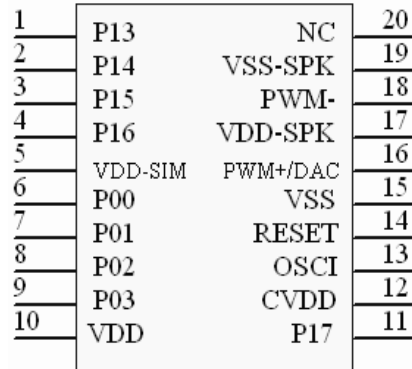 1 P13 NC 20
2 P14 VSS-SPK 19
3 P15 PWM- 18
4 P16 VDD-SPK 17
5 VDD-SIM PWM+/DAC 16
6 P00 VSS 15
7 P01 RESET 14
8 P02 OSCI 13
9 P03 CVDD 12
10 VDD P17 11